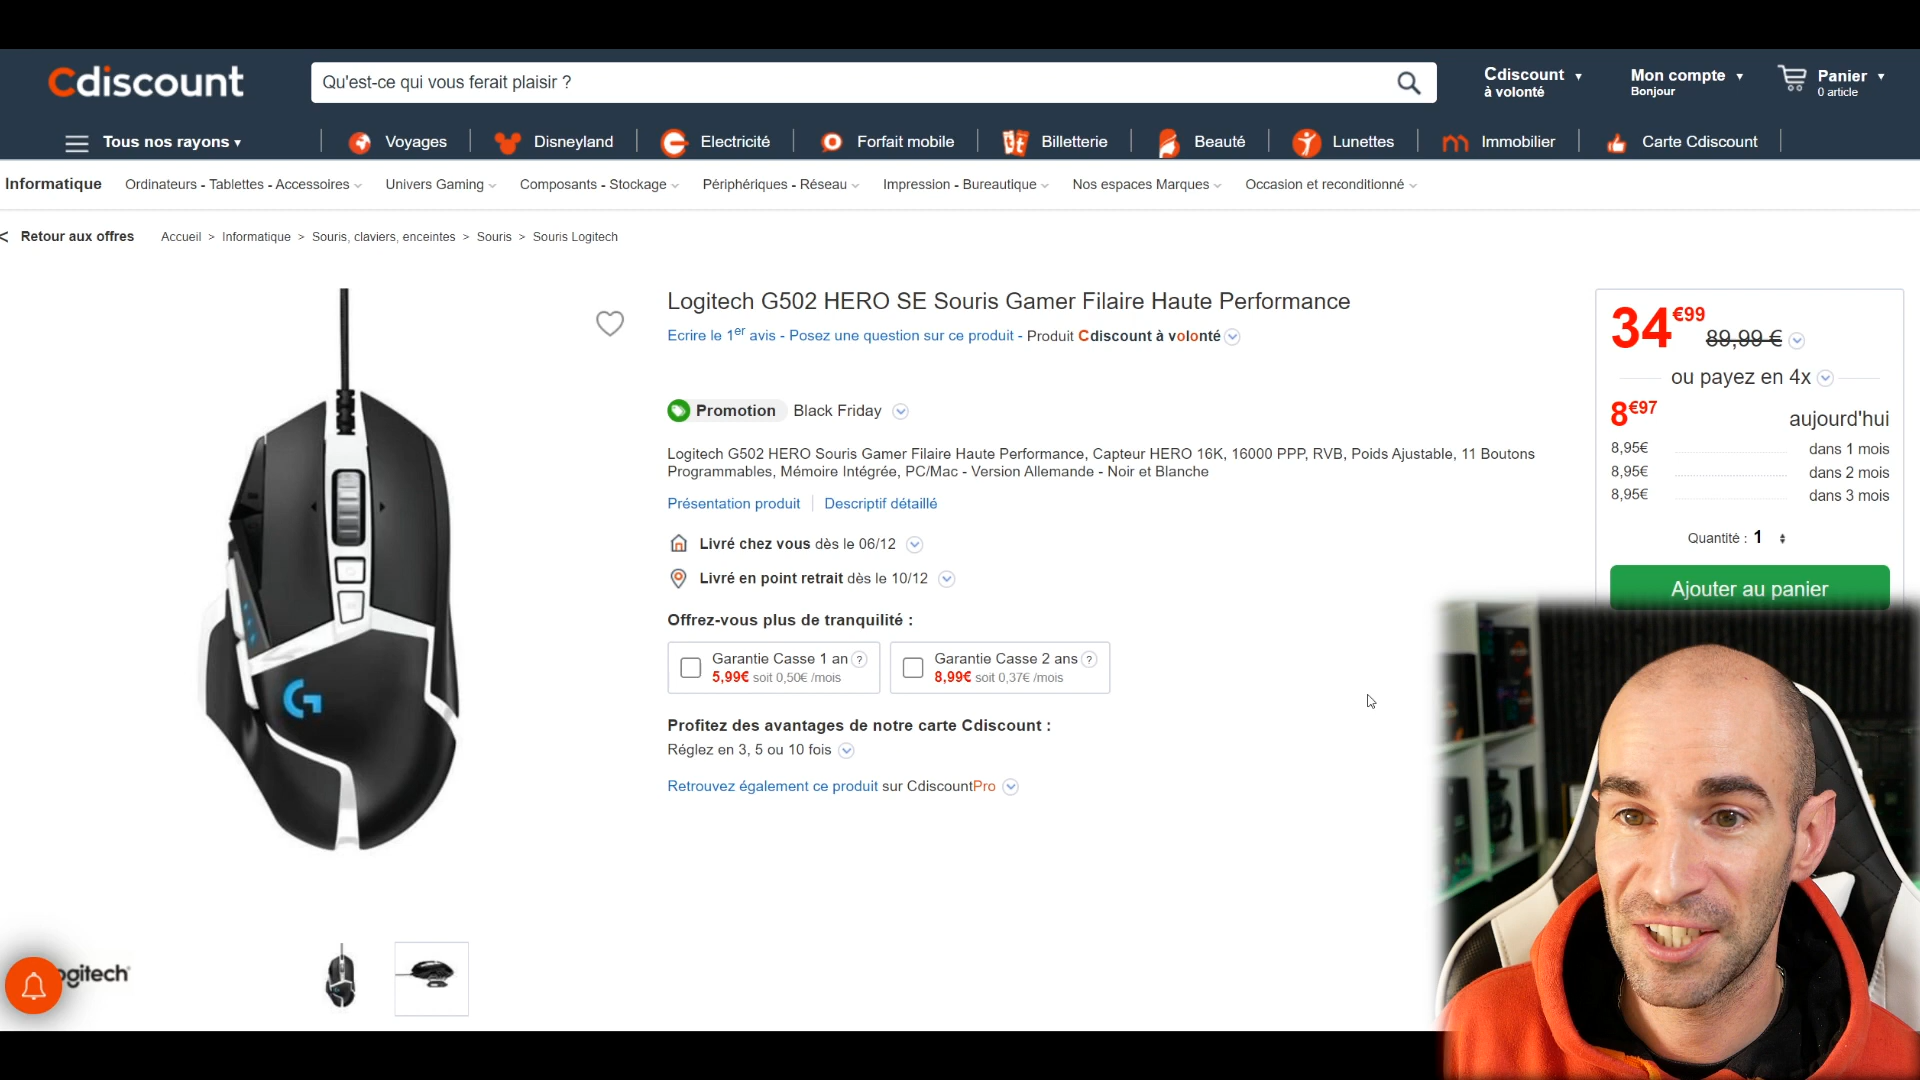 Cdiscount
Qu'est-ce qui vous ferait plaisir ?
Cdiscount
à volonté
Mon compte
Bonjour
Panier
0 article
Tous nos rayons
Voyages
Disneyland
Electricité
Forfait mobile
Billetterie
Beauté
Lunettes
Immobilier
Carte Cdiscount
Informatique
Ordinateurs - Tablettes - Accessoires
Univers Gaming
Composants - Stockage
Périphériques - Réseau
Impression - Bureautique
Nos espaces Marques
Occasion et reconditionné
< Retour aux offres
Accueil > Informatique > Souris, claviers, enceintes > Souris > Souris Logitech
Logitech G502 HERO SE Souris Gamer Filaire Haute Performance
Ecrire le 1er avis - Posez une question sur ce produit - Produit Cdiscount à volonté
Promotion Black Friday
Logitech G502 HERO Souris Gamer Filaire Haute Performance, Capteur HERO 16K, 16000 PPP, RVB, Poids Ajustable, 11 Boutons
Programmables, Mémoire Intégrée, PC/Mac - Version Allemande - Noir et Blanche
Présentation produit
Descriptif détaillé
Livré chez vous dès le 06/12
Livré en point retrait dès le 10/12
Offrez-vous plus de tranquilité :
Garantie Casse 1 an ?
5,99€ soit 0,50€ /mois
Garantie Casse 2 ans ?
8,99€ soit 0,37€ /mois
Profitez des avantages de notre carte Cdiscount :
Réglez en 3, 5 ou 10 fois
Retrouvez également ce produit sur CdiscountPro
34€99
89,99 €
ou payez en 4x
8€97 aujourd'hui
8,95€ dans 1 mois
8,95€ dans 2 mois
8,95€ dans 3 mois
Quantité : 1
Ajouter au panier
ogitech